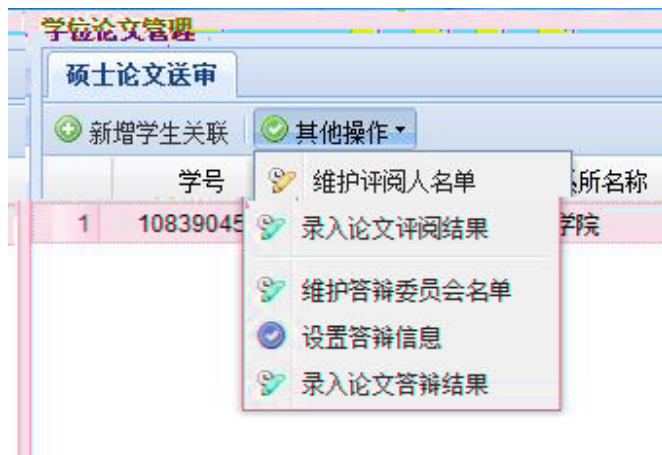 学位论文管理
硕士论文送审
新增学生关联 其他操作
学号 所名称
1 10839045 学院
维护评阅人名单
录入论文评阅结果
维护答辩委员会名单
设置答辩信息
录入论文答辩结果